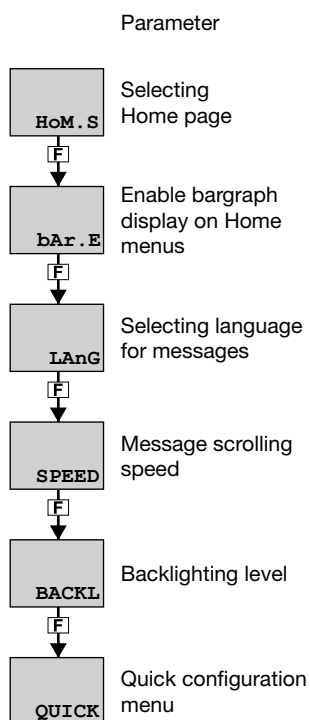 Parameter
HoM.S
Selecting
Home page
F
bAr.E
Enable bargraph
display on Home
menus
F
LAnG
Selecting language
for messages
F
SPEED
Message scrolling
speed
F
BACKL
Backlighting level
F
QUICK
Quick configuration
menu